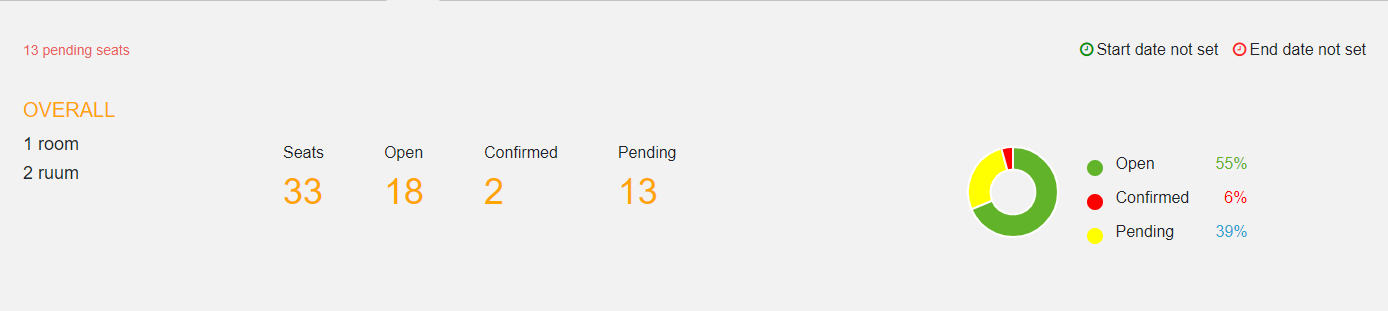 13 pending seats
Start date not set End date not set
OVERALL
1 room
2 ruum
Seats Open Confirmed Pending
33 18 2 13
Open 55%
Confirmed 6%
Pending 39%